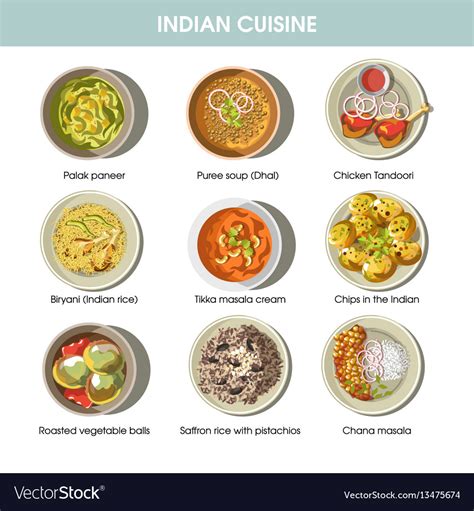 INDIAN CUISINE
Palak paneer
Puree soup (Dhal)
Chicken Tandoori
Biryani (Indian rice)
Tikka masala cream
Chips in the Indian
Roasted vegetable balls
Saffron rice with pistachios
Chana masala
VectorStock®
VectorStock.com/13475674